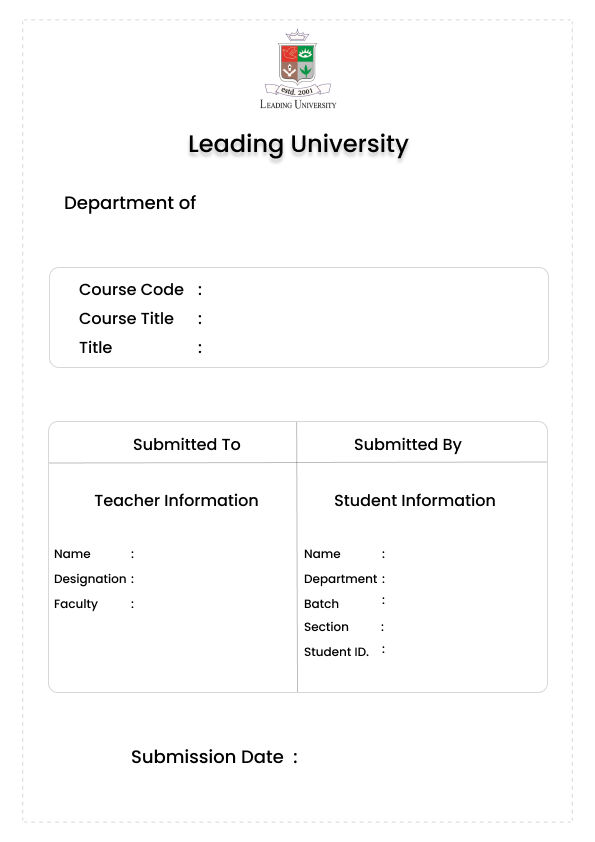 estd. 2001
LEADING UNIVERSITY
Leading University
Department of
Course Code :
Course Title :
Title :
Submitted To
Submitted By
Teacher Information
Name :
Designation :
Faculty :
Student Information
Name :
Department :
Batch :
Section :
Student ID. :
Submission Date :